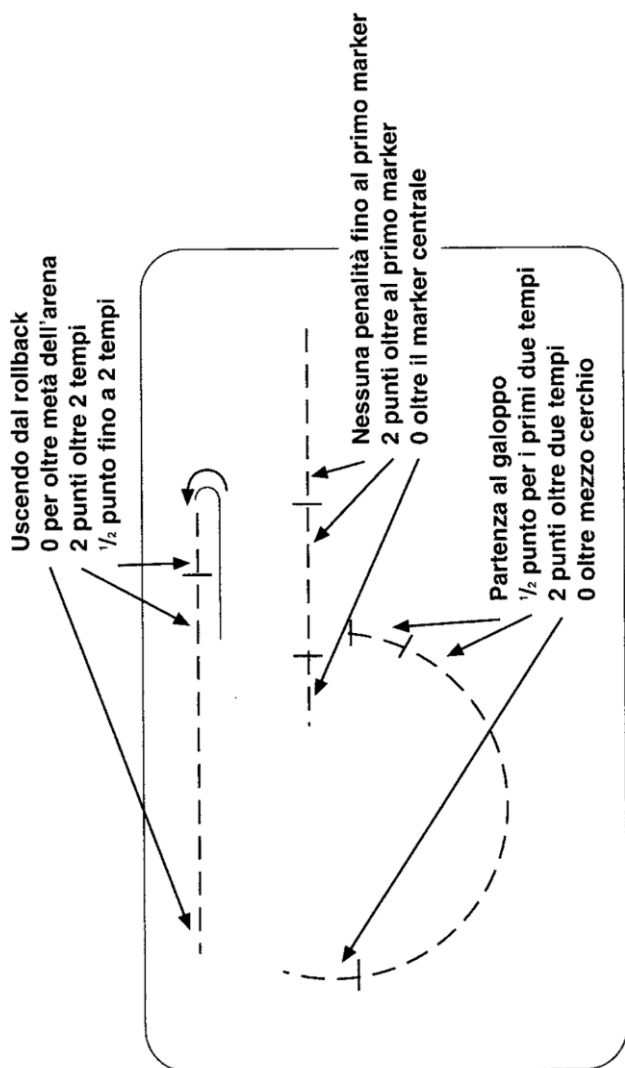 Uscendo dal rollback
0 per oltre metà dell'arena
2 punti oltre 2 tempi
½ punto fino a 2 tempi
Nessuna penalità fino al primo marker
2 punti oltre al primo marker
0 oltre il marker centrale
Partenza al galoppo
½ punto per i primi due tempi
2 punti oltre due tempi
0 oltre mezzo cerchio